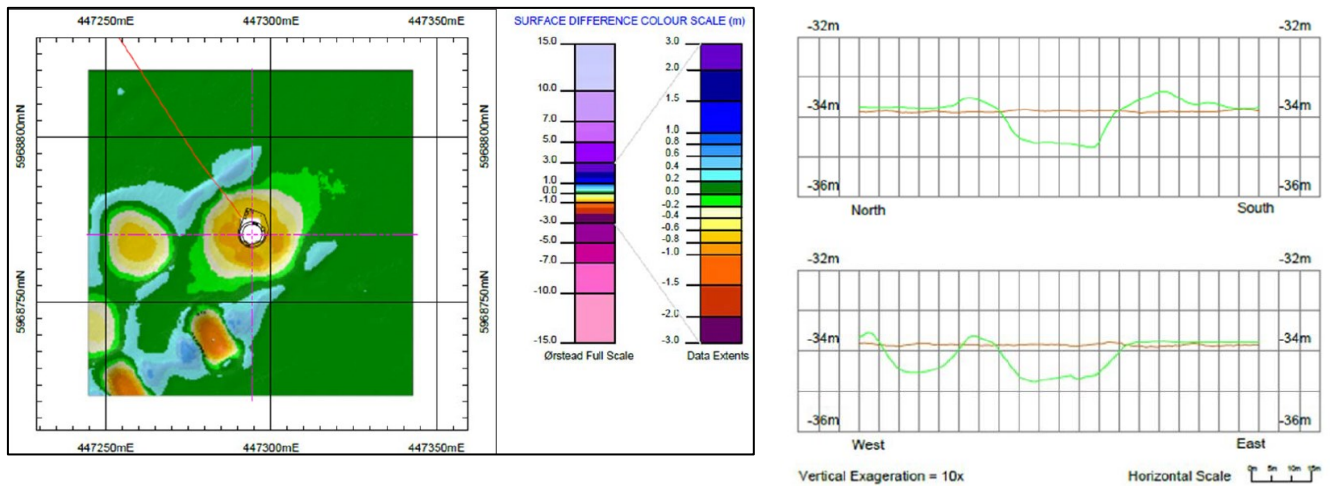 447250mE 447300mE 447350mE
5968800mN 5968800mN
5968750mN 5968750mN
447250mE 447300mE 447350mE
SURFACE DIFFERENCE COLOUR SCALE (m)
15.0
10.0
7.0
5.0
3.0
1.0
0.0
-1.0
-3.0
-5.0
-7.0
-10.0
-15.0
Ørstead Full Scale
3.0
2.0
1.5
1.0
0.8
0.6
0.4
0.2
0.0
-0.2
-0.4
-0.6
-0.8
-1.0
-1.5
-2.0
-3.0
Data Extents
-32m -32m
-34m -34m
-36m -36m
North South
-32m -32m
-34m -34m
-36m -36m
West East
Vertical Exageration = 10x Horizontal Scale 0m 5m 10m 15m